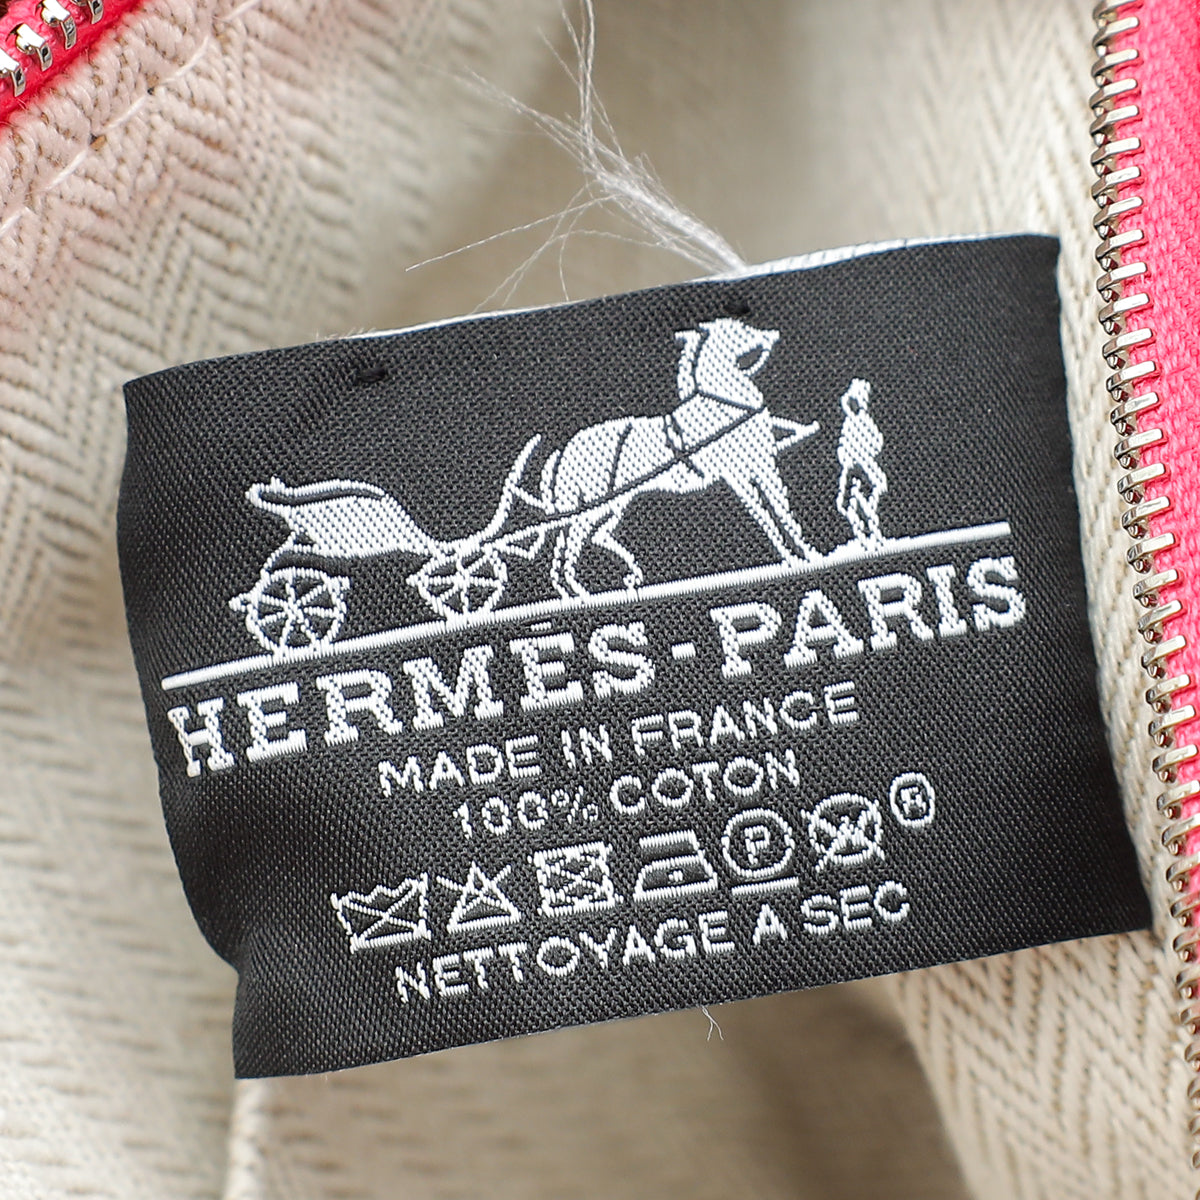 HERMÈS-PARIS
MADE IN FRANCE
100% COTON
P W ®
NETTOYAGE A SEC